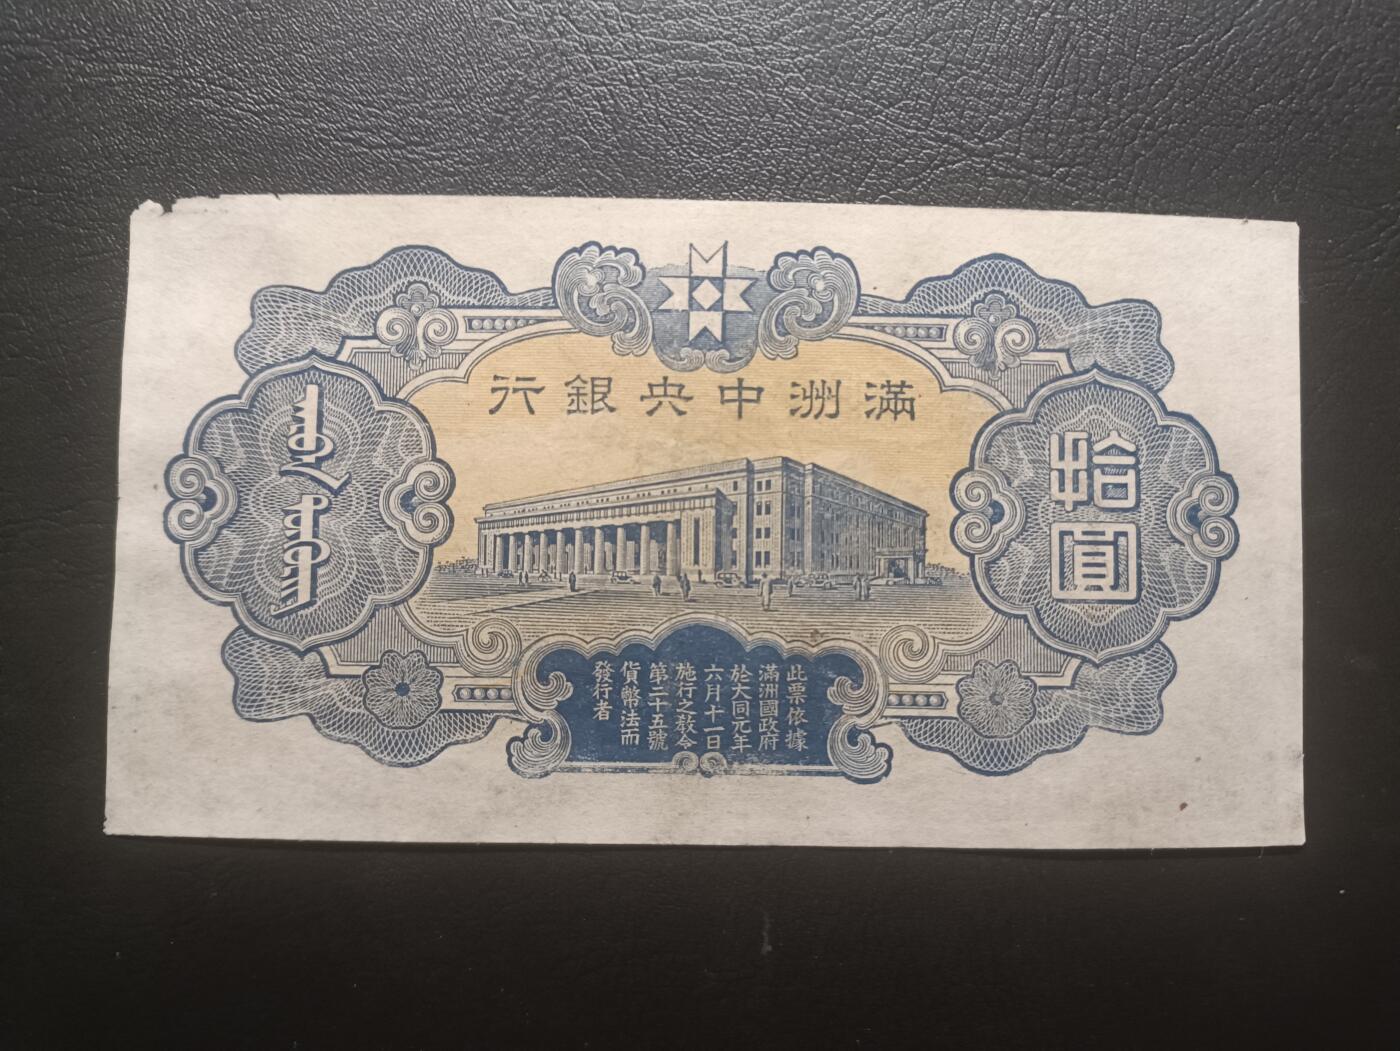 滿洲中央銀行
拾圓
此票依據
滿洲國政府
於大同元年
六月十一日
施行之敎令
第二十五號
貨幣法而
發行者